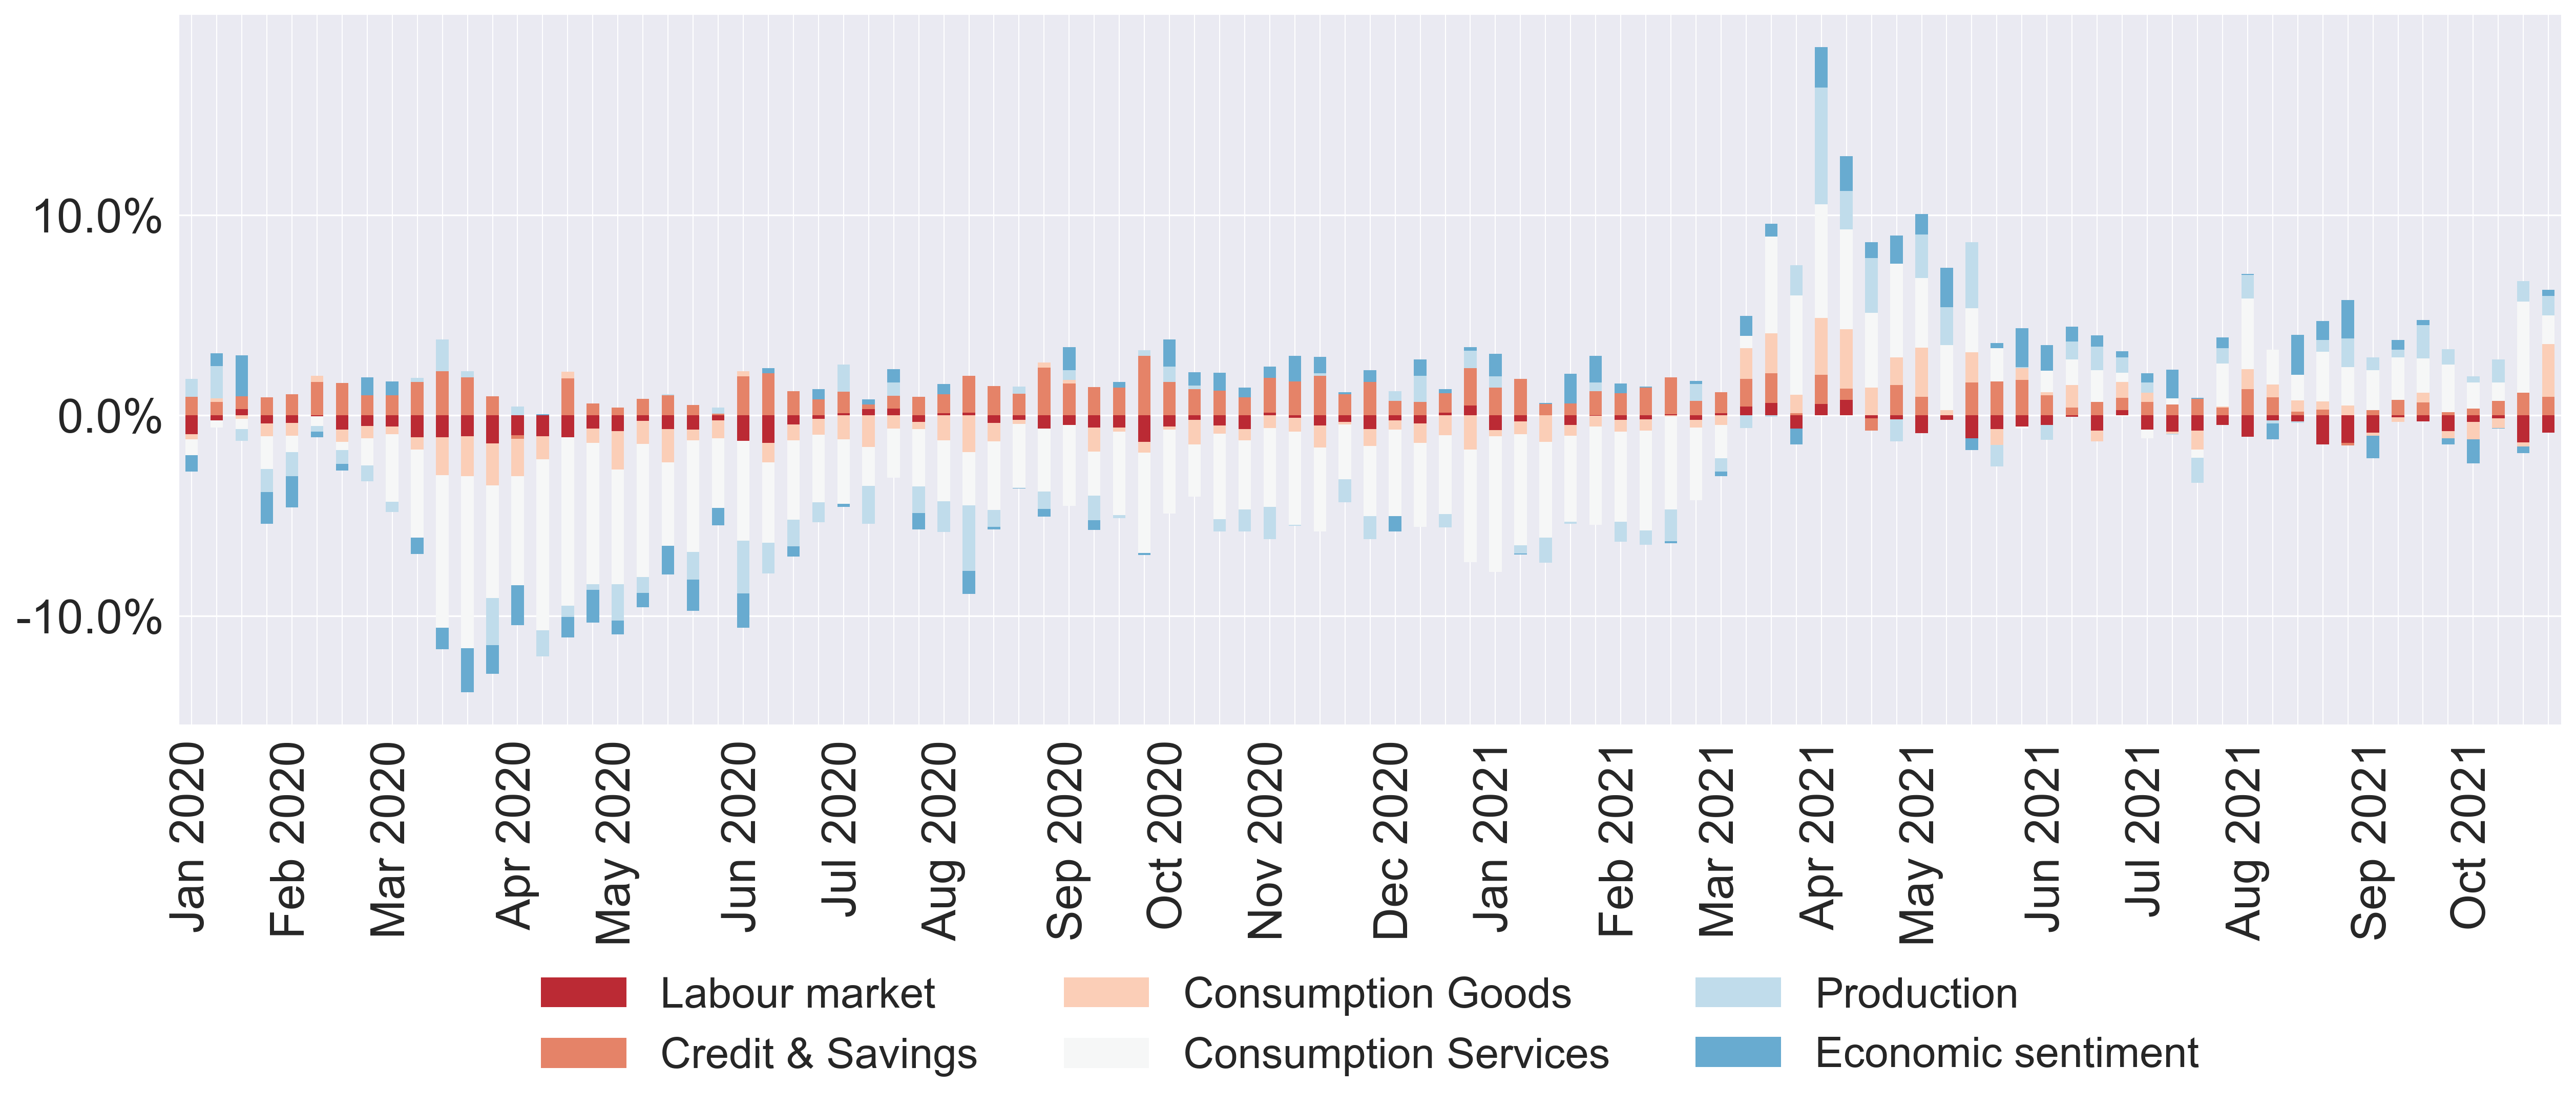 10.0%
0.0%
-10.0%
Jan 2020
Feb 2020
Mar 2020
Apr 2020
May 2020
Jun 2020
Jul 2020
Aug 2020
Sep 2020
Oct 2020
Nov 2020
Dec 2020
Jan 2021
Feb 2021
Mar 2021
Apr 2021
May 2021
Jun 2021
Jul 2021
Aug 2021
Sep 2021
Oct 2021
Labour market
Consumption Goods
Production
Credit & Savings
Consumption Services
Economic sentiment